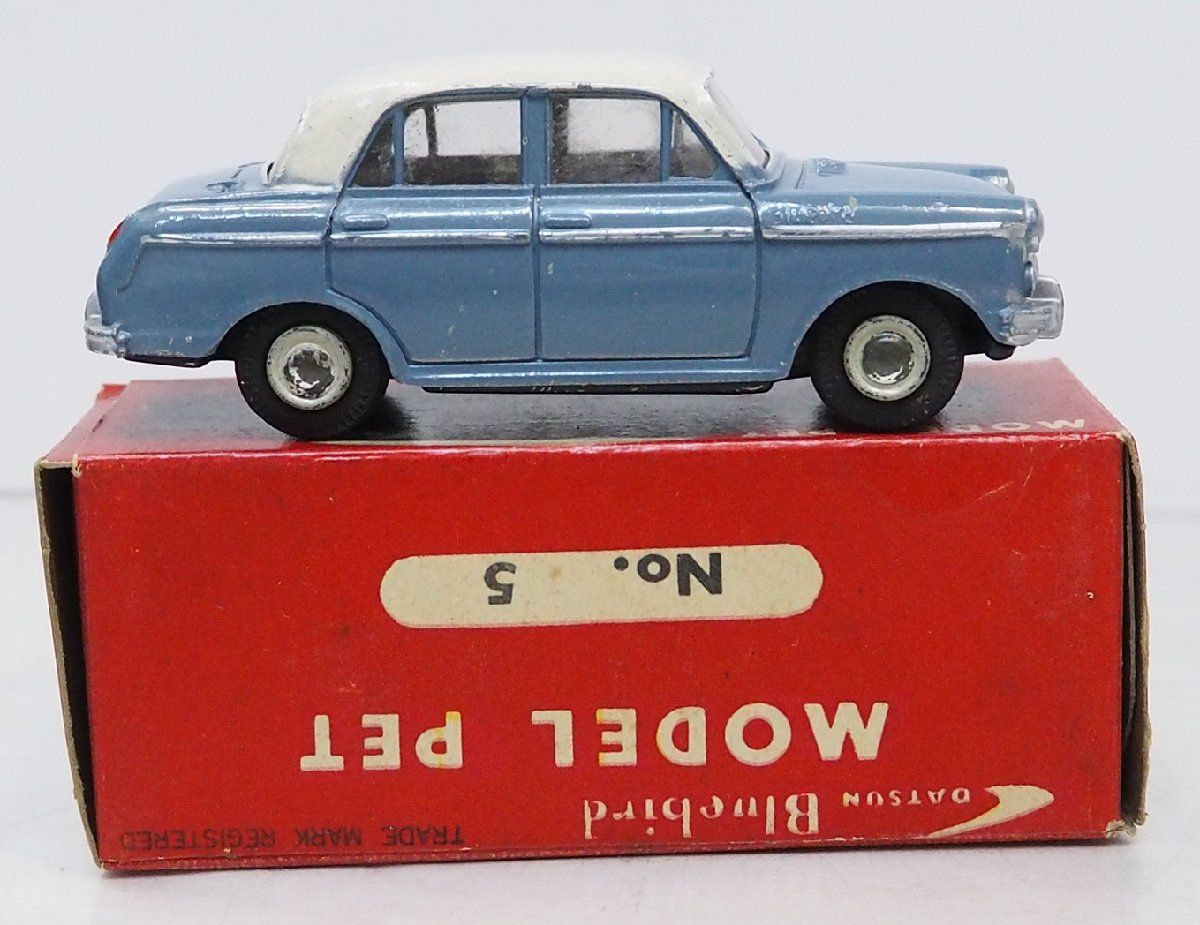 DATSUN Bluebird
MODEL PET
No. 5
TRADE MARK REGISTERED